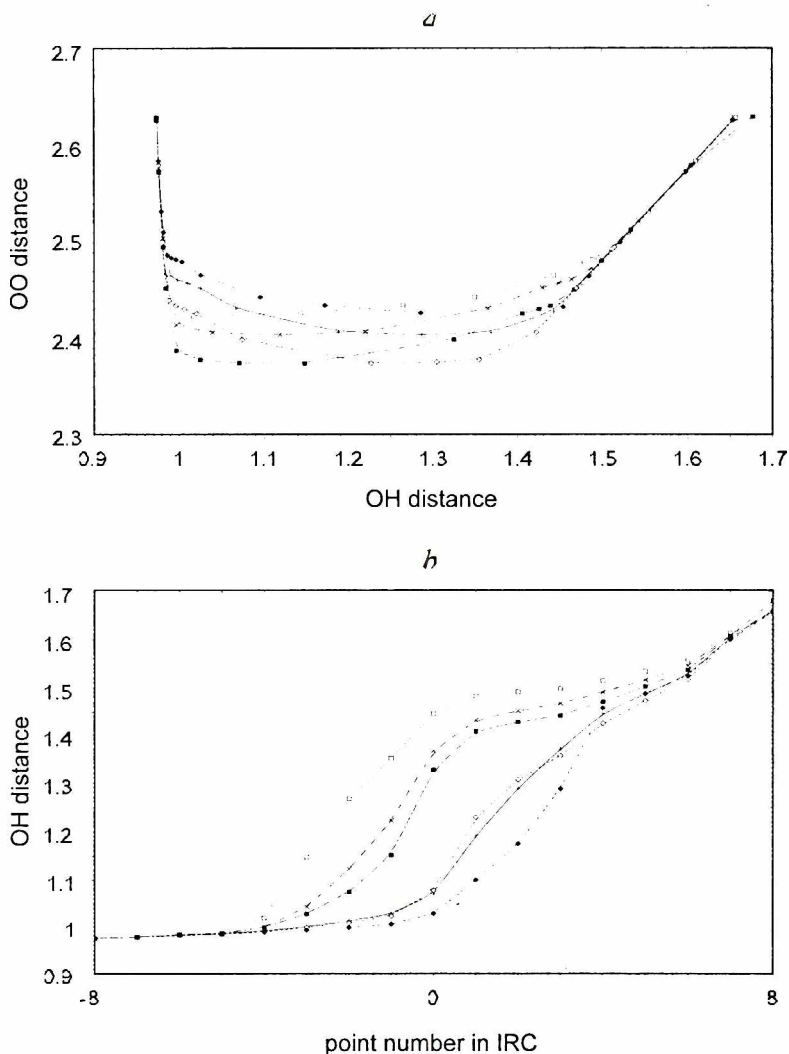 a
2.7
2.6
2.5
2.4
2.3
OO distance
0.9 1 1.1 1.2 1.3 1.4 1.5 1.6 1.7
OH distance
b
1.7
1.6
1.5
1.4
1.3
1.2
1.1
1
0.9
OH distance
-8 0 8
point number in IRC